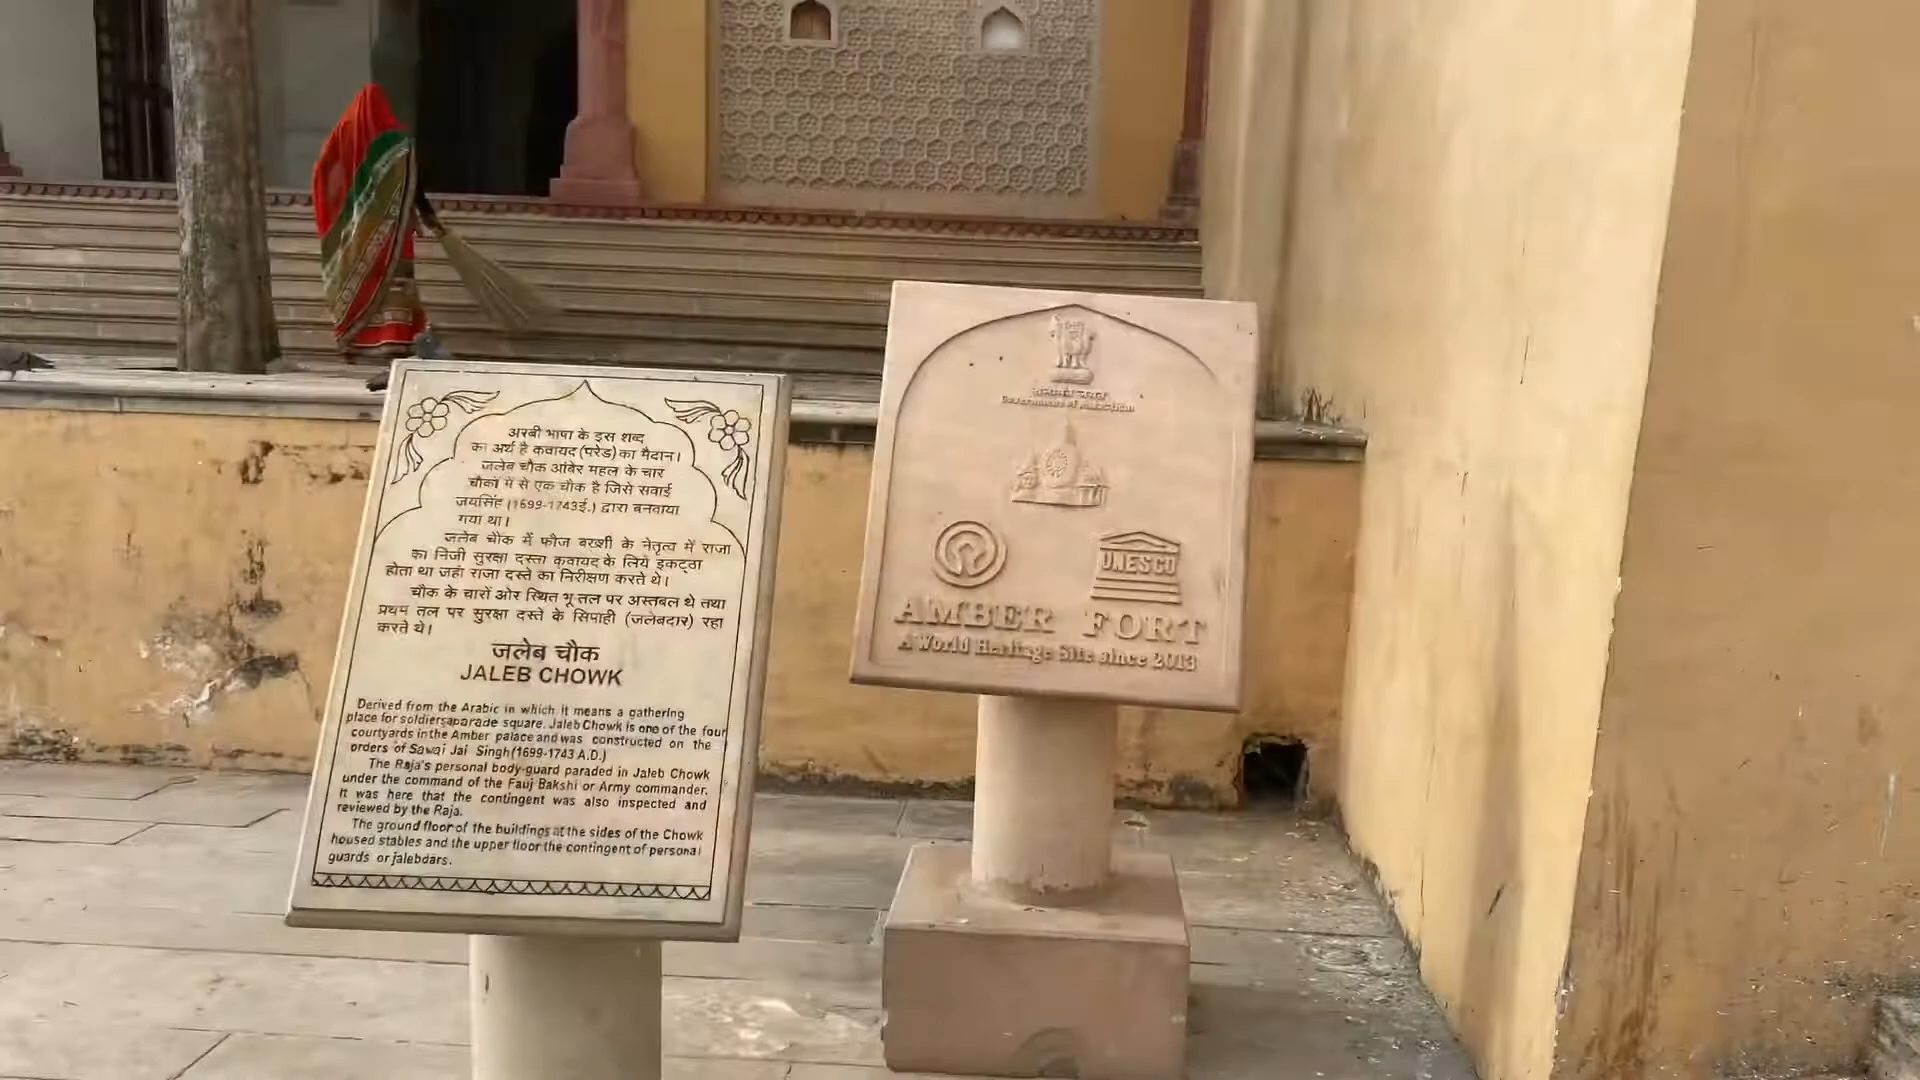 अरबी भाषा के इस शब्द
का अर्थ है कवायद (परेड) का मैदान।
जलेब चौक आंबेर महल के चार
चौकों में से एक चौक है जिसे सवाई
जयसिंह (1699-1743ई.) द्वारा बनवाया
गया था।
जलेब चौक में फौज बख्शी के नेतृत्व में राजा
का निजी सुरक्षा दस्ता कवायद के लिये इकट्ठा
होता था जहां राजा दस्ते का निरीक्षण करते थे।
चौक के चारों ओर स्थित भू-तल पर अस्तबल थे तथा
प्रथम तल पर सुरक्षा दस्ते के सिपाही (जलेबदार) रहा
करते थे।
जलेब चौक
JALEB CHOWK
Derived from the Arabic in which it means a gathering
place for soldiersaparade square. Jaleb Chowk is one of the four
courtyards in the Amber palace and was constructed on the
orders of Sawai Jai Singh (1699-1743 A.D.)
The Raja's personal body-guard paraded in Jaleb Chowk
under the command of the Fauj Bakshi or Army commander.
It was here that the contingent was also inspected and
reviewed by the Raja.
The ground floor of the buildings at the sides of the Chowk
housed stables and the upper floor the contingent of personal
guards or jalebdars.
सत्यमेव जयते
Government of Rajasthan
UNESCO
AMBER FORT
A World Heritage Site since 2013